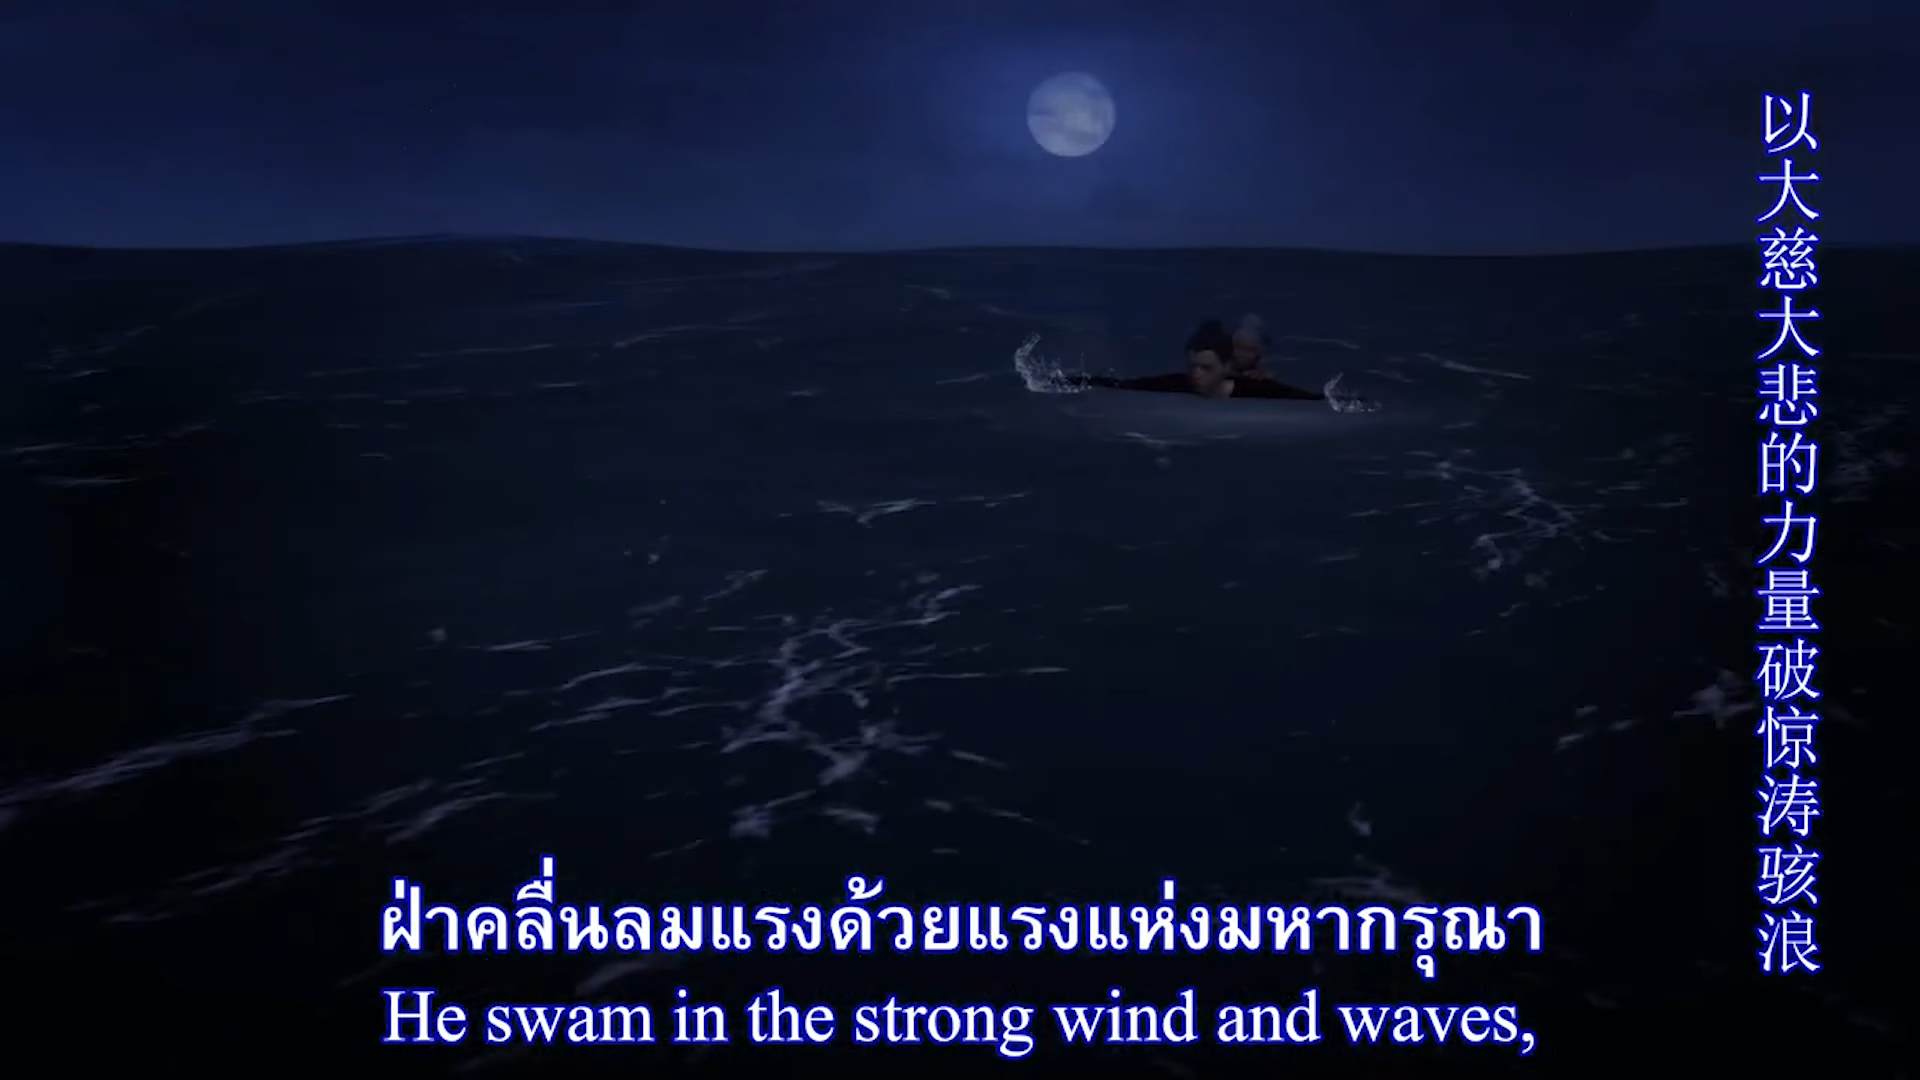 以大慈大悲的力量破惊涛骇浪
ฝ่าคลื่นลมแรงด้วยแรงแห่งมหากรุณา
He swam in the strong wind and waves,